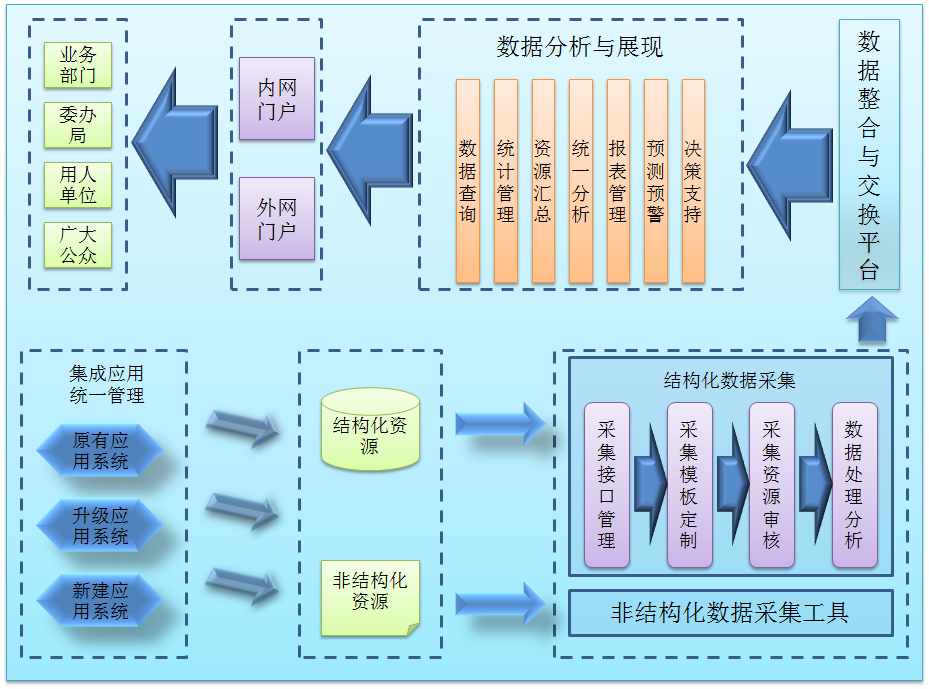 业务
部门
委办
局
用人
单位
广大
公众
内网
门户
外网
门户
数据分析与展现
数据查询
统计管理
资源汇总
统一分析
报表管理
预测预警
决策支持
数据整合与交换平台
集成应用
统一管理
原有应
用系统
升级应
用系统
新建应
用系统
结构化资
源
非结构化
资源
结构化数据采集
采集接口管理
采集模板定制
采集资源审核
数据处理分析
非结构化数据采集工具